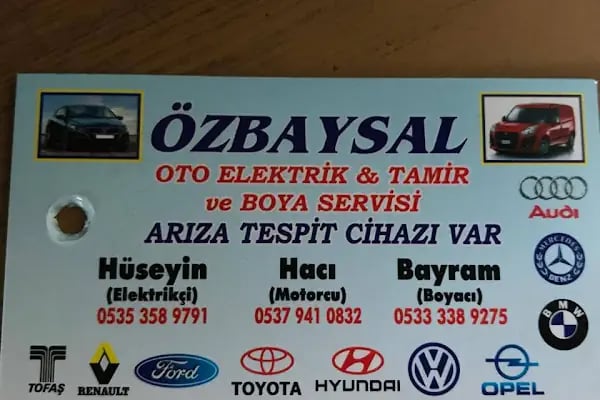 ÖZBAYSAL
OTO ELEKTRİK & TAMİR
ve BOYA SERVİSİ
ARIZA TESPİT CİHAZI VAR
Hüseyin
(Elektrikçi)
0535 358 9791
Hacı
(Motorcu)
0537 941 0832
Bayram
(Boyacı)
0533 338 9275
Audi
MERCEDES
BENZ
BMW
TOFAŞ
RENAULT
Ford
TOYOTA
HYUNDAI
OPEL